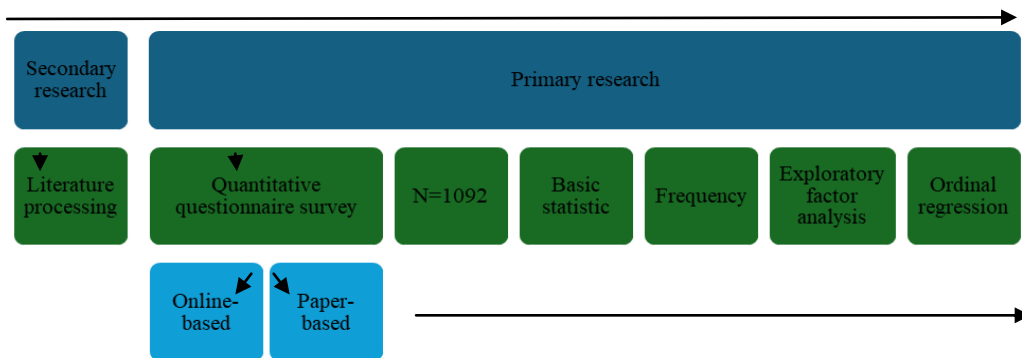 Secondary
research
Primary research
Literature
processing
Quantitative
questionnaire survey
N=1092
Basic
statistic
Frequency
Exploratory
factor
analysis
Ordinal
regression
Online-
based
Paper-
based